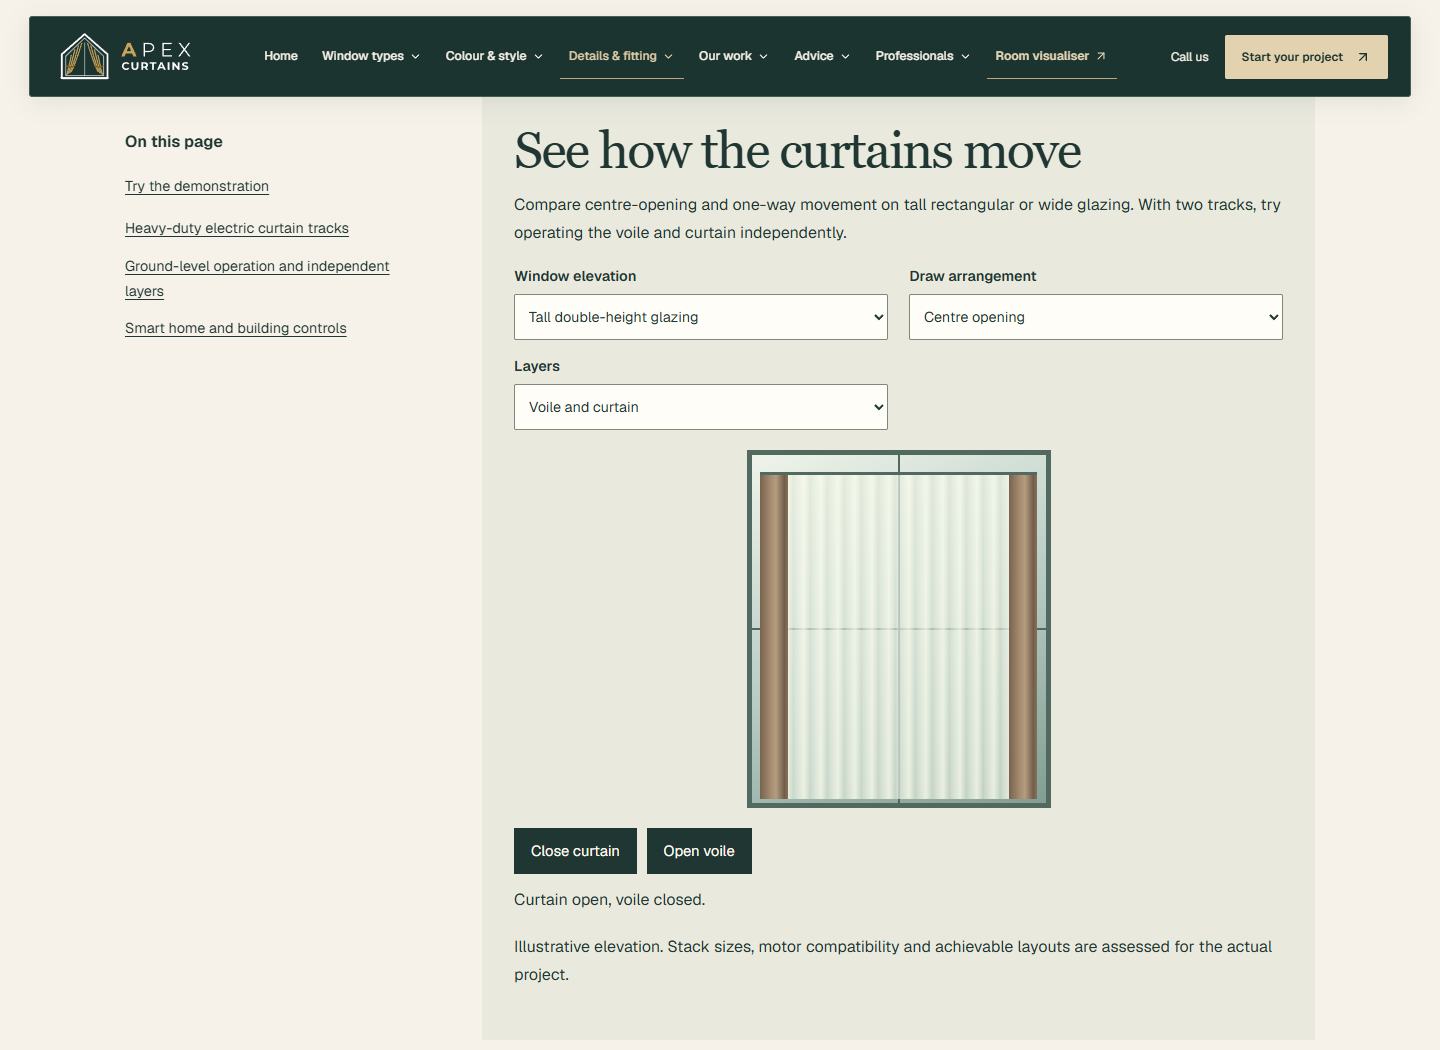 APEX
CURTAINS
Home
Window types
Colour & style
Details & fitting
Our work
Advice
Professionals
Room visualiser
Call us
Start your project
On this page
Try the demonstration
Heavy-duty electric curtain tracks
Ground-level operation and independent
layers
Smart home and building controls
See how the curtains move
Compare centre-opening and one-way movement on tall rectangular or wide glazing. With two tracks, try
operating the voile and curtain independently.
Window elevation
Draw arrangement
Tall double-height glazing
Centre opening
Layers
Voile and curtain
Close curtain
Open voile
Curtain open, voile closed.
Illustrative elevation. Stack sizes, motor compatibility and achievable layouts are assessed for the actual
project.